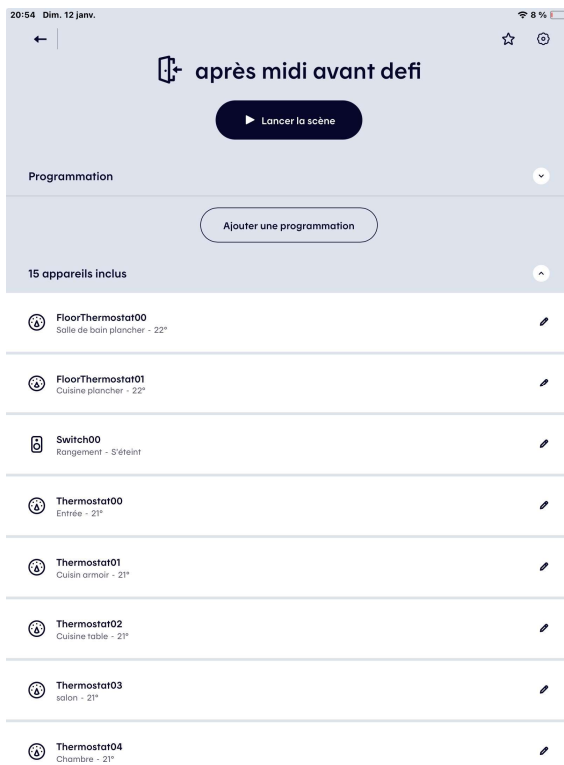 20:54 Dim. 12 janv. 8 %
après midi avant defi
Lancer la scène
Programmation
Ajouter une programmation
15 appareils inclus
FloorThermostat00
Salle de bain plancher - 22°
FloorThermostat01
Cuisine plancher - 22°
Switch00
Rangement - S'éteint
Thermostat00
Entrée - 21°
Thermostat01
Cuisin armoir - 21°
Thermostat02
Cuisine table - 21°
Thermostat03
salon - 21°
Thermostat04
Chambre - 21°